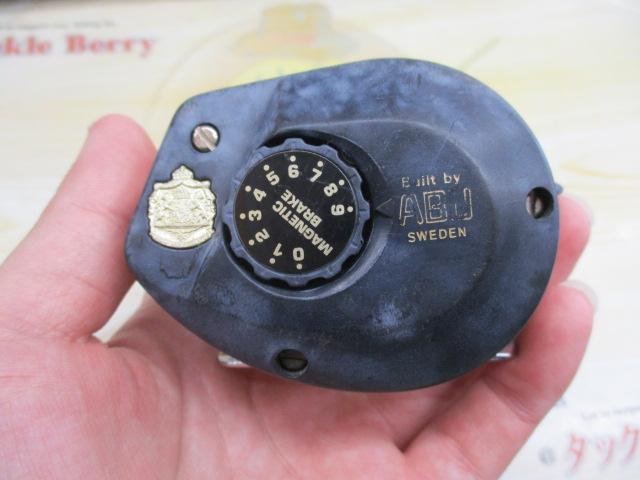 kle Berry
0 1 2 3 4 5 6 7 8 9
MAGNETIC
BRAKE
Built by
ABU
SWEDEN
タック